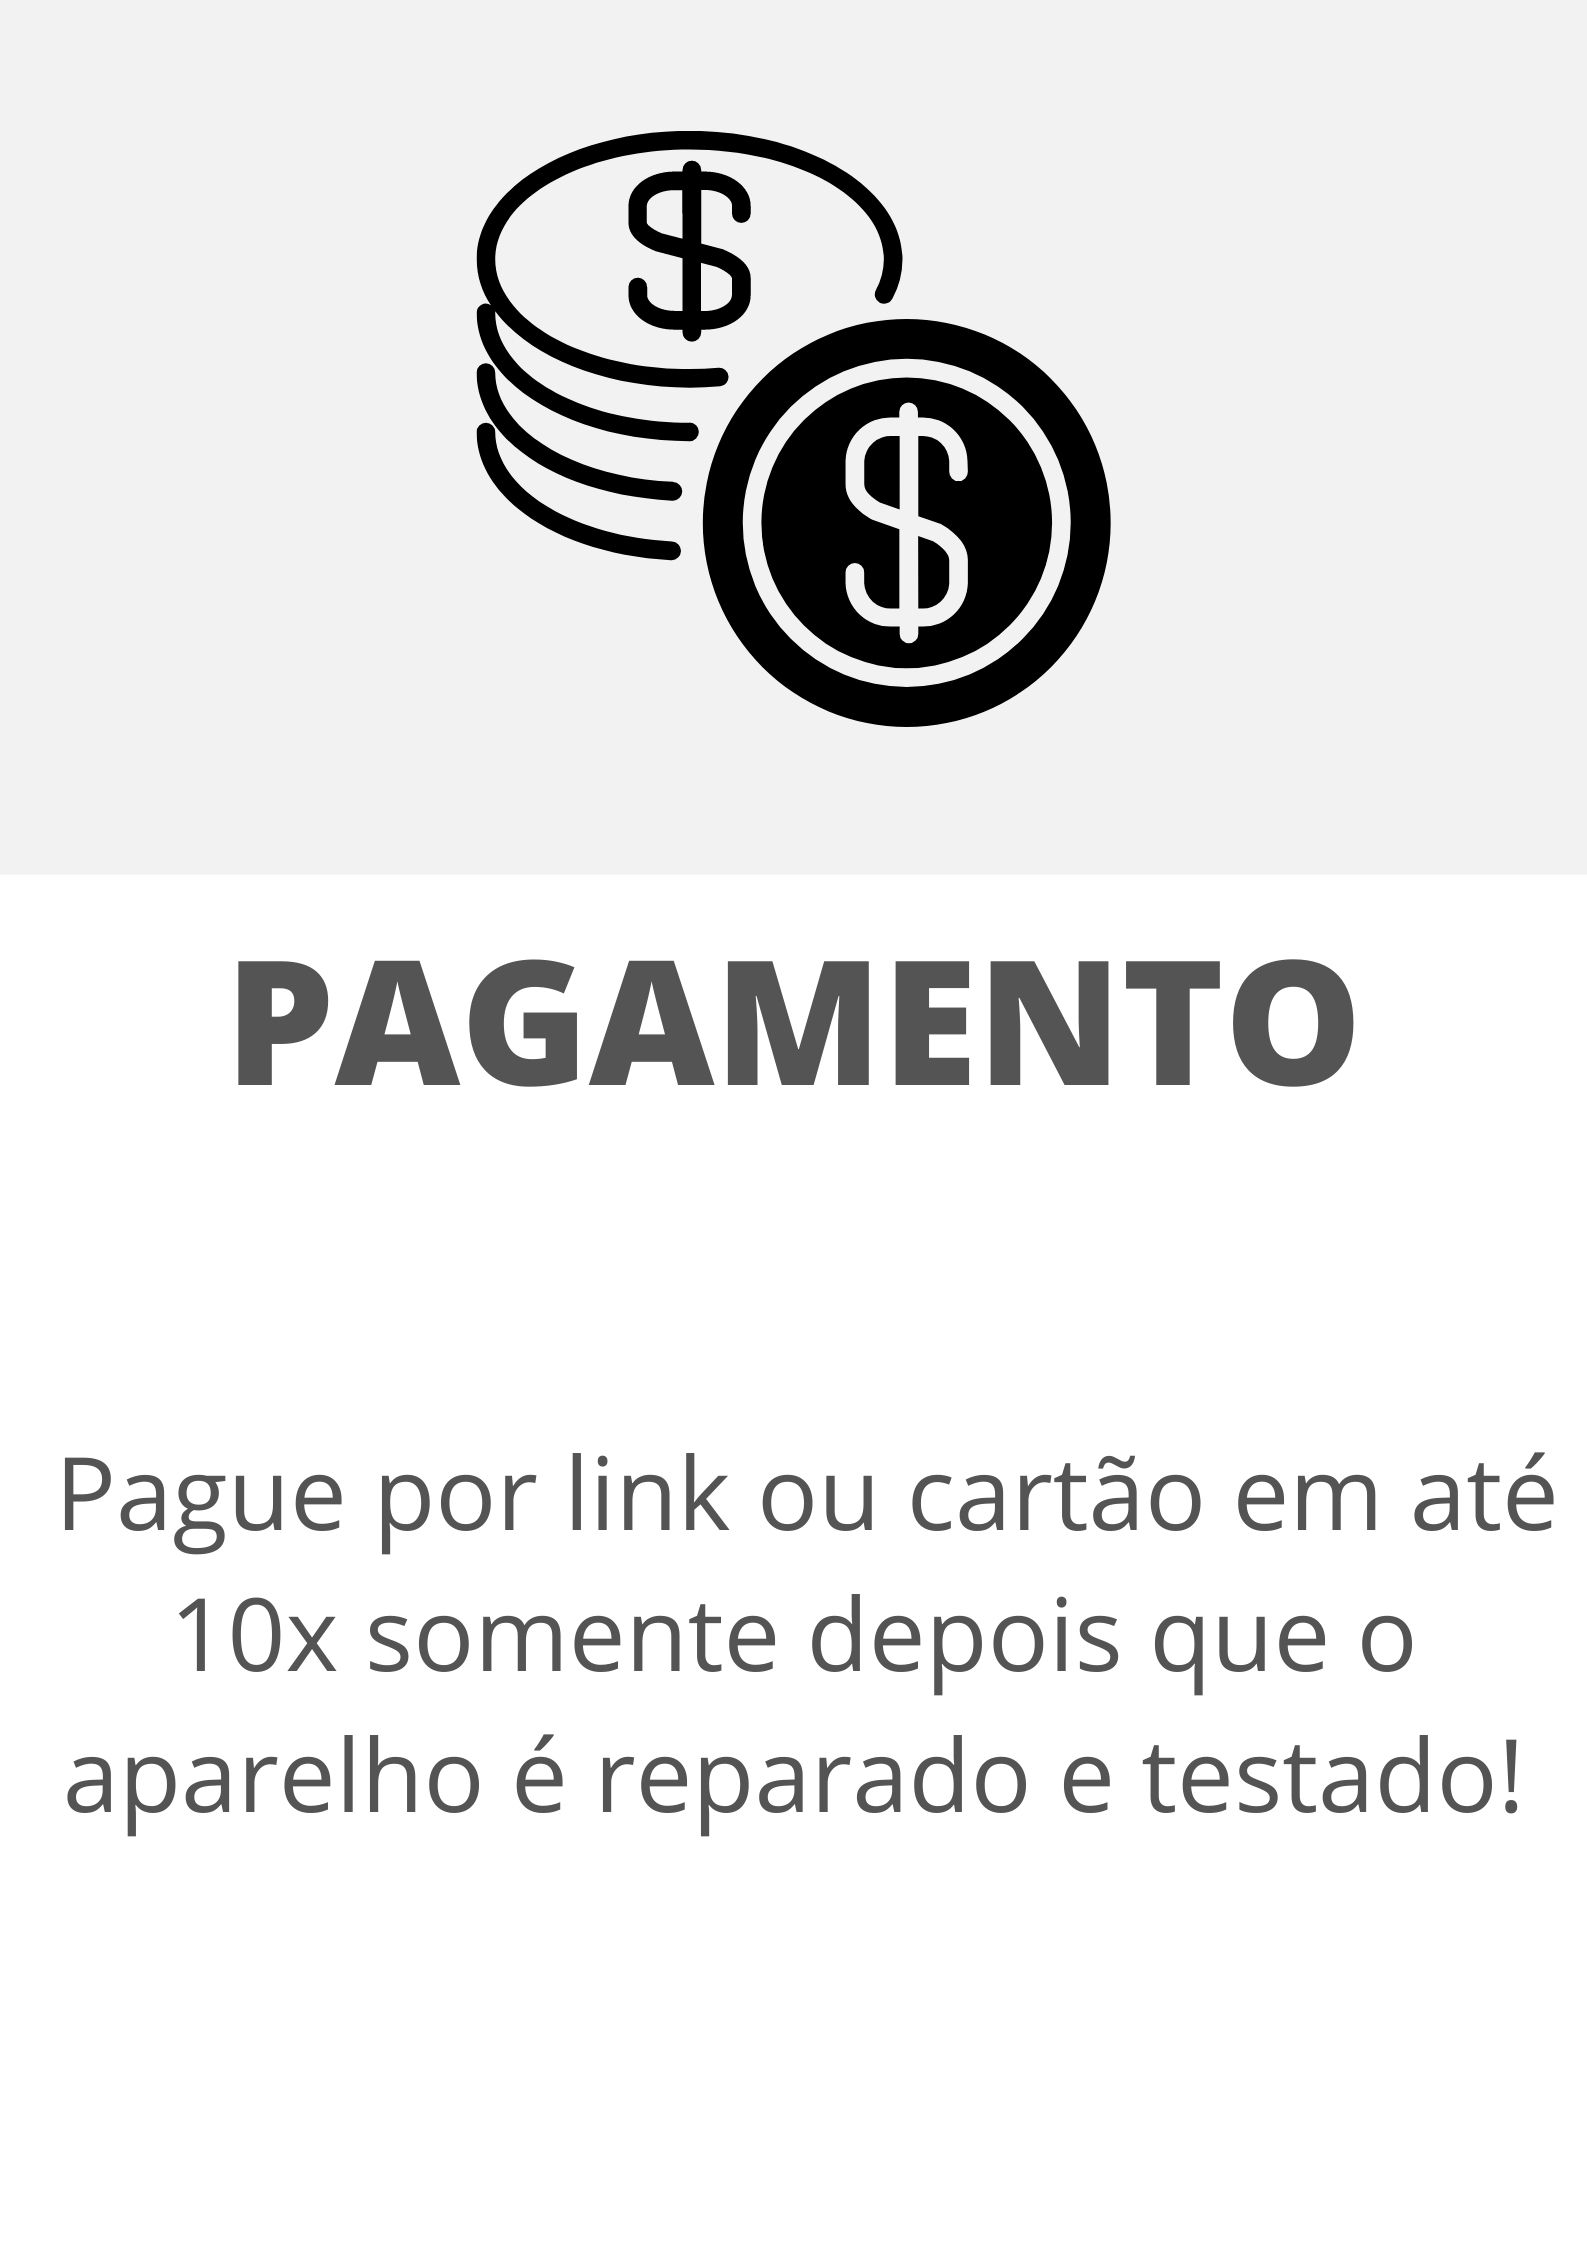 $
$
PAGAMENTO
Pague por link ou cartão em até
10x somente depois que o
aparelho é reparado e testado!